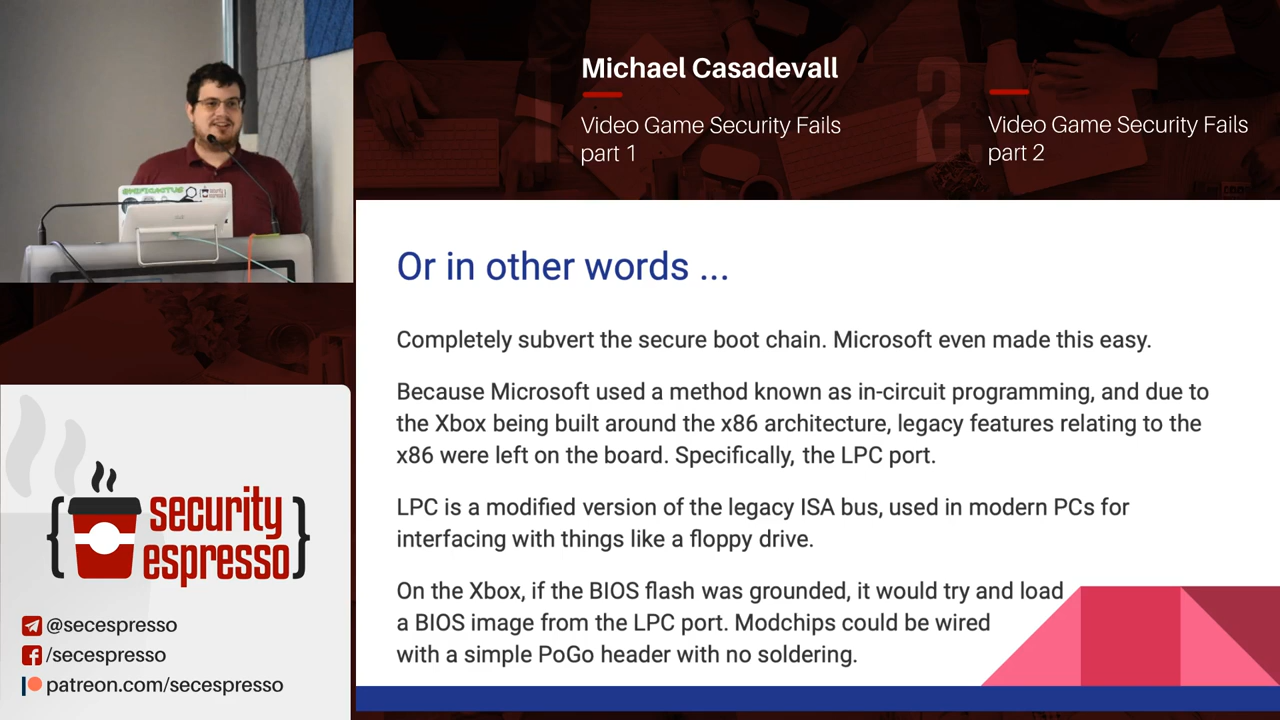 Michael Casadevall
Video Game Security Fails
part 1
Video Game Security Fails
part 2
Or in other words ...
Completely subvert the secure boot chain. Microsoft even made this easy.
Because Microsoft used a method known as in-circuit programming, and due to
the Xbox being built around the x86 architecture, legacy features relating to the
x86 were left on the board. Specifically, the LPC port.
LPC is a modified version of the legacy ISA bus, used in modern PCs for
interfacing with things like a floppy drive.
On the Xbox, if the BIOS flash was grounded, it would try and load
a BIOS image from the LPC port. Modchips could be wired
with a simple PoGo header with no soldering.
{security
espresso}
@secespresso
/secespresso
patreon.com/secespresso